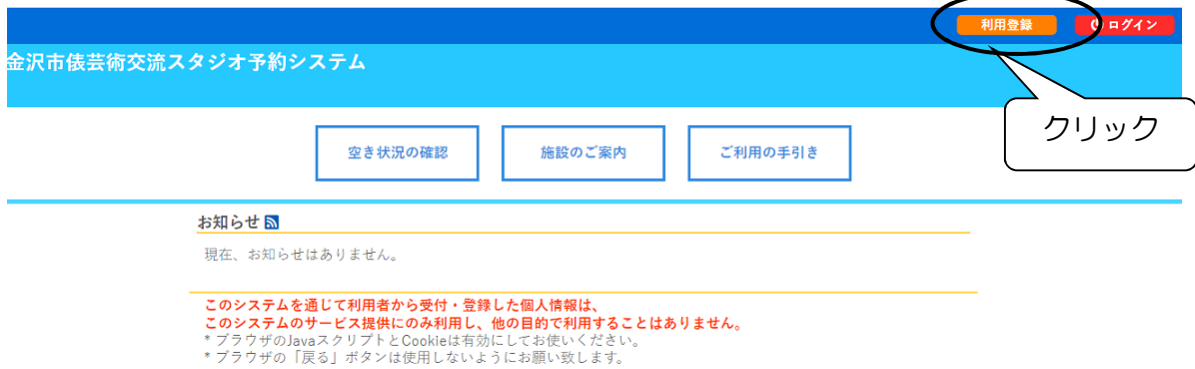 利用登録
ログイン
金沢市俵芸術交流スタジオ予約システム
クリック
空き状況の確認
施設のご案内
ご利用の手引き
お知らせ
現在、お知らせはありません。
このシステムを通じて利用者から受付・登録した個人情報は、
このシステムのサービス提供にのみ利用し、他の目的で利用することはありません。
* ブラウザのJavaスクリプトとCookieは有効にしてお使いください。
* ブラウザの「戻る」ボタンは使用しないようにお願い致します。